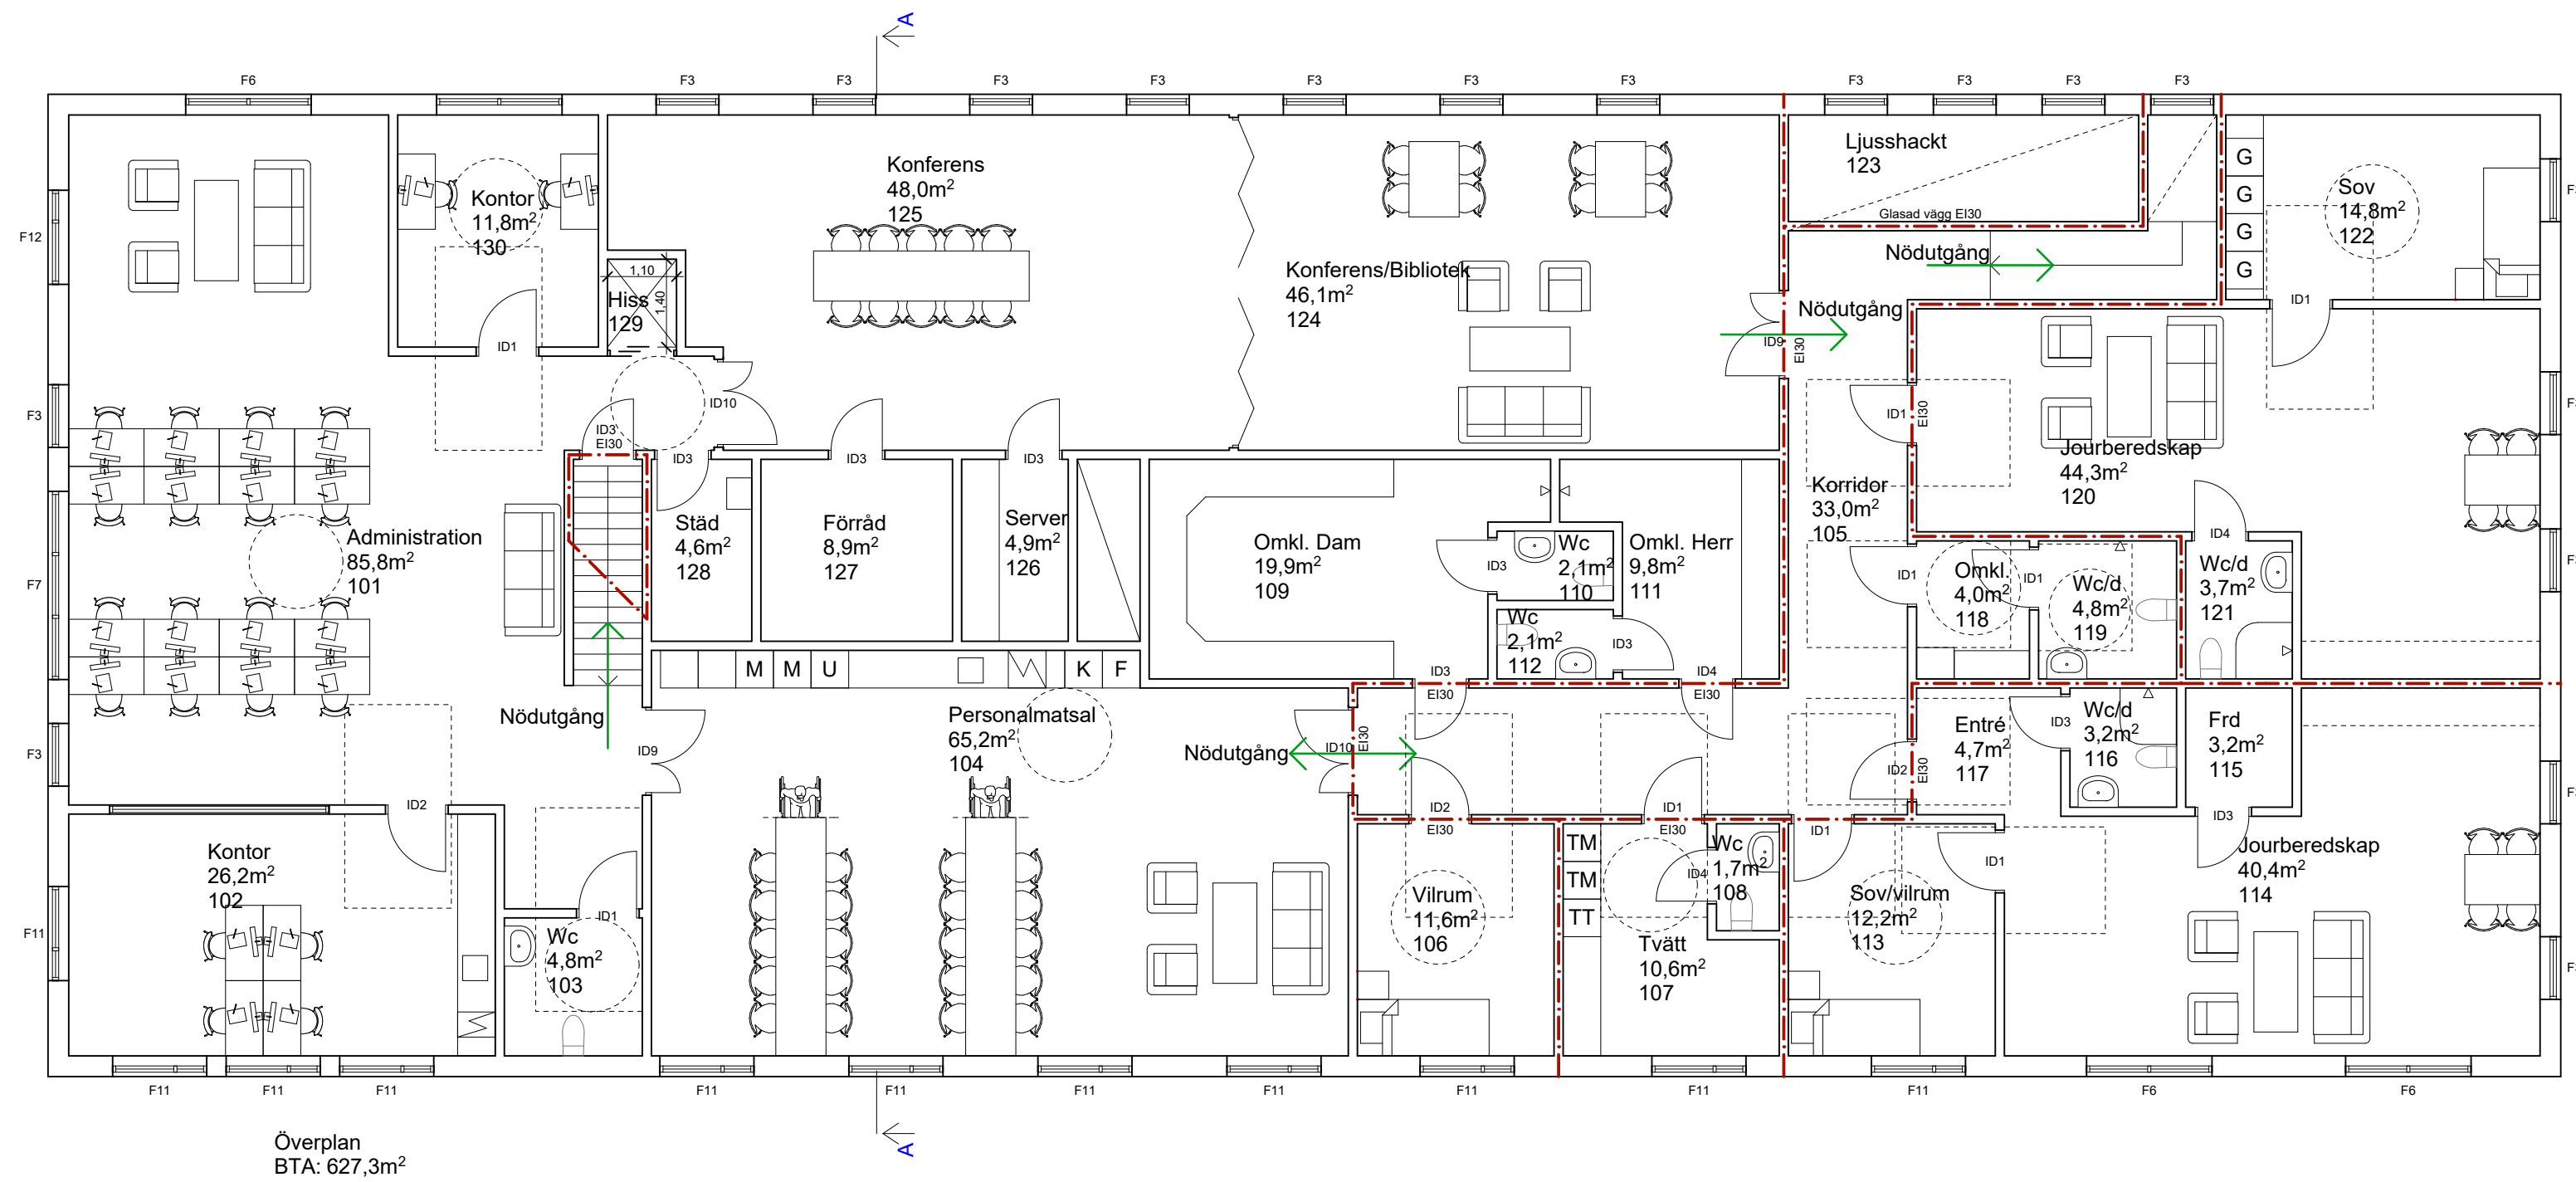 A
F6
F3
F3
F3
F3
F3
F3
F3
F3
F3
F3
F3
F12
F3
F7
F3
F11
Kontor
11,8m²
130
ID1
Hiss
129
1,10
1,40
Konferens
48,0m²
125
Konferens/Bibliotek
46,1m²
124
Ljusshackt
123
Glasad vägg EI30
Nödutgång
Nödutgång
ID9
EI30
G
G
G
G
Sov
14,8m²
122
ID1
ID10
ID3
EI30
ID3
ID3
ID3
ID1
EI30
Jourberedskap
44,3m²
120
Korridor
33,0m²
105
Administration
85,8m²
101
Städ
4,6m²
128
Förråd
8,9m²
127
Server
4,9m²
126
Omkl. Dam
19,9m²
109
ID3
Wc
2,1m²
110
Omkl. Herr
9,8m²
111
Wc
2,1m²
112
ID3
ID1
Omkl.
4,0m²
118
ID1
Wc/d
4,8m²
119
ID4
Wc/d
3,7m²
121
M
M
U
K
F
ID3
EI30
ID4
EI30
Nödutgång
ID9
Personalmatsal
65,2m²
104
Nödutgång
ID10
EI30
ID2
EI30
Entré
4,7m²
117
ID3
Wc/d
3,2m²
116
Frd
3,2m²
115
ID3
ID2
Kontor
26,2m²
102
ID1
Wc
4,8m²
103
ID2
EI30
Vilrum
11,6m²
106
ID1
EI30
TM
TM
TT
Wc
1,7m²
108
ID4
Tvätt
10,6m²
107
ID1
Sov/vilrum
12,2m²
113
ID1
Jourberedskap
40,4m²
114
F11
F11
F11
F11
F11
F11
F11
F11
F11
F11
F6
F6
A
Överplan
BTA: 627,3m²